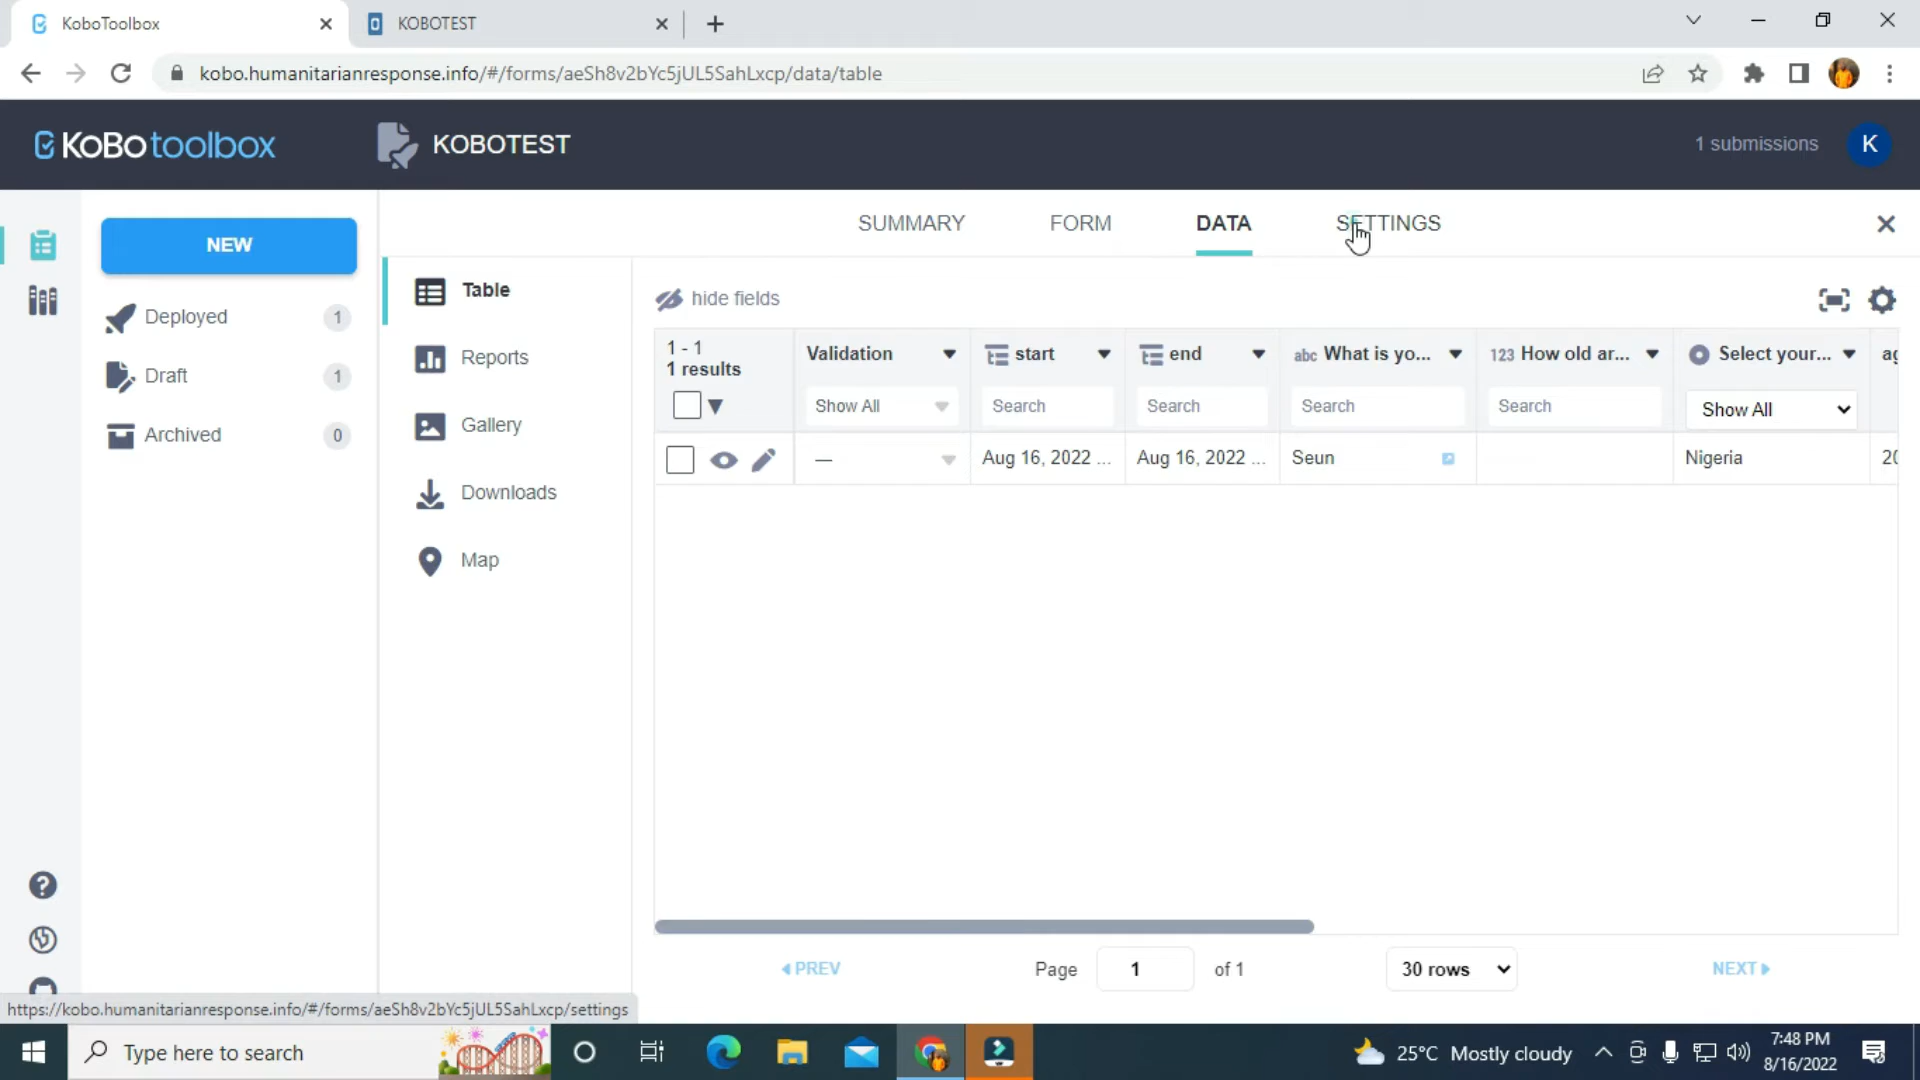 KoboToolbox
KOBOTEST
kobo.humanitarianresponse.info/#/forms/aeSh8v2bYc5jUL5SahLxcp/data/table
KoBotoolbox
KOBOTEST
1 submissions
K
NEW
Deployed 1
Draft 1
Archived 0
SUMMARY
FORM
DATA
SETTINGS
Table
Reports
Gallery
Downloads
Map
hide fields
1 - 1
1 results
Validation
start
end
abc What is yo...
123 How old ar...
Select your...
Show All
Search
Search
Search
Search
Show All
—
Aug 16, 2022 ...
Aug 16, 2022 ...
Seun
Nigeria
PREV
Page 1 of 1
30 rows
NEXT
https://kobo.humanitarianresponse.info/#/forms/aeSh8v2bYc5jUL5SahLxcp/settings
Type here to search
25°C Mostly cloudy
7:48 PM
8/16/2022